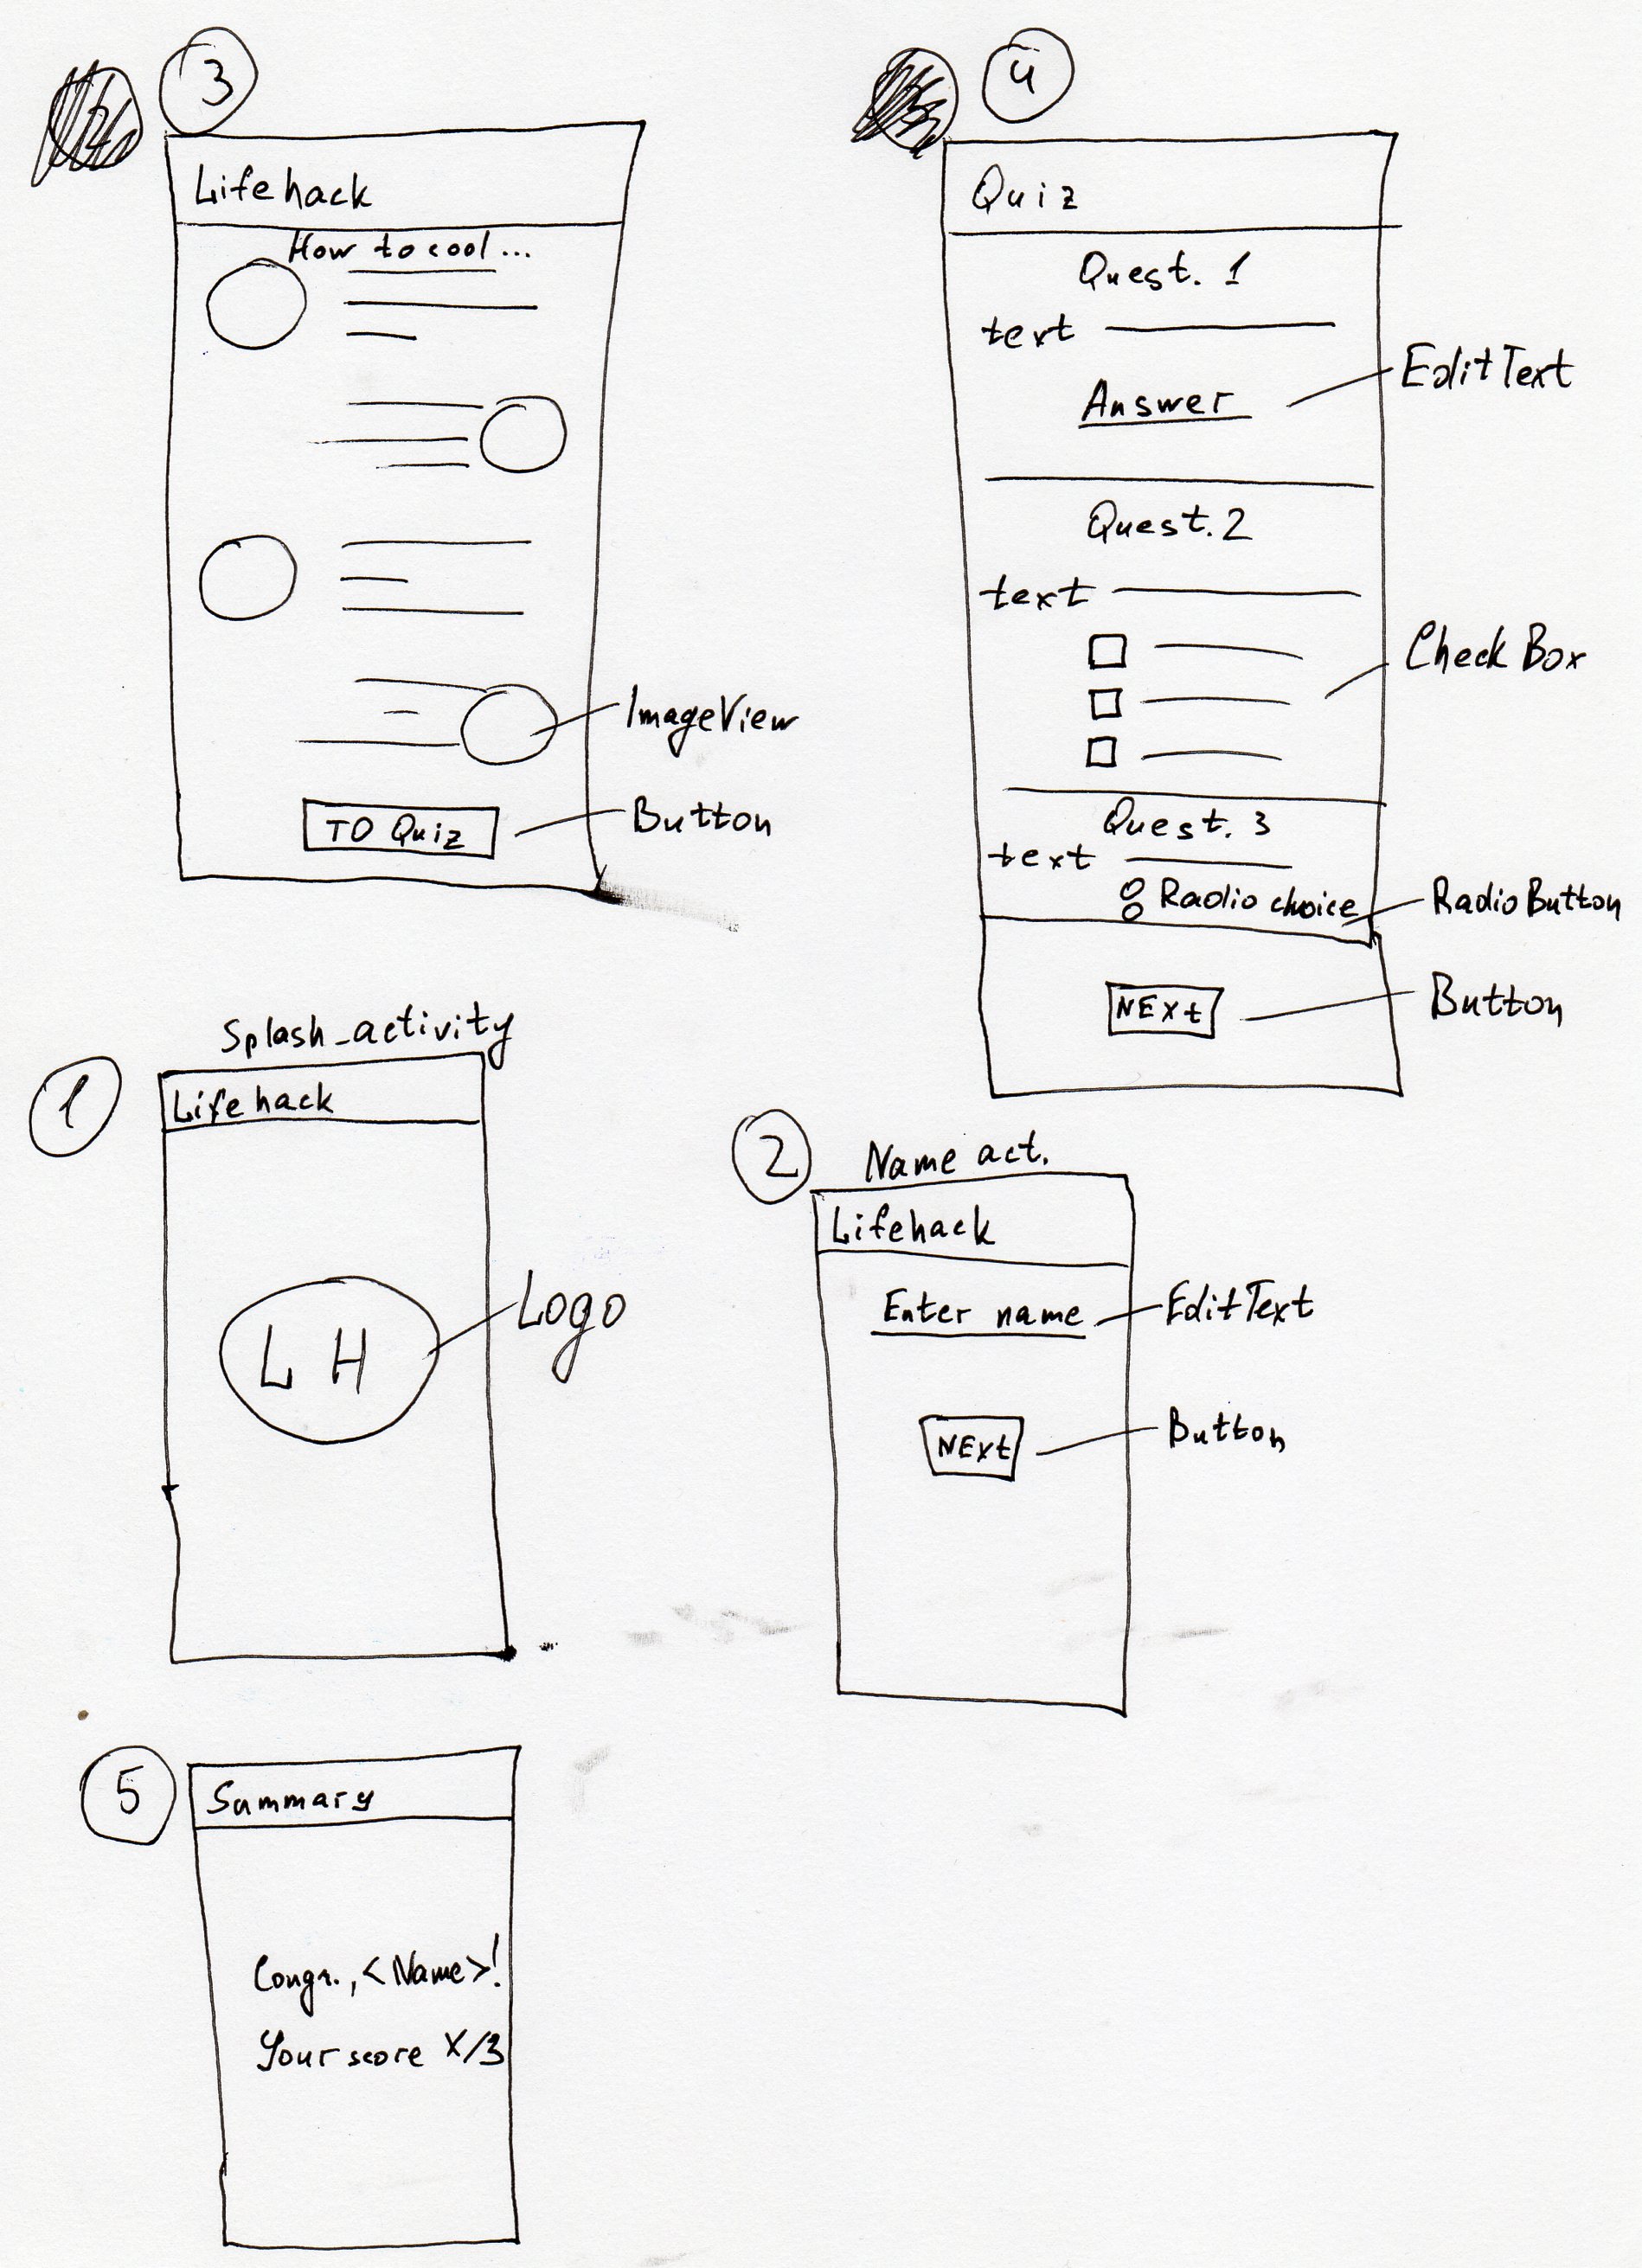 3
Lifehack
How to cool...
ImageView
TO Quiz
Button
4
Quiz
Quest. 1
text
Answer
EditText
Quest. 2
text
CheckBox
Quest. 3
text
Radio choice
RadioButton
NExt
Button
1
Splash_activity
Lifehack
L H
Logo
2
Name act.
Lifehack
Enter name
EditText
NExt
Button
5
Summary
Congr., <Name>!
Your score X/3